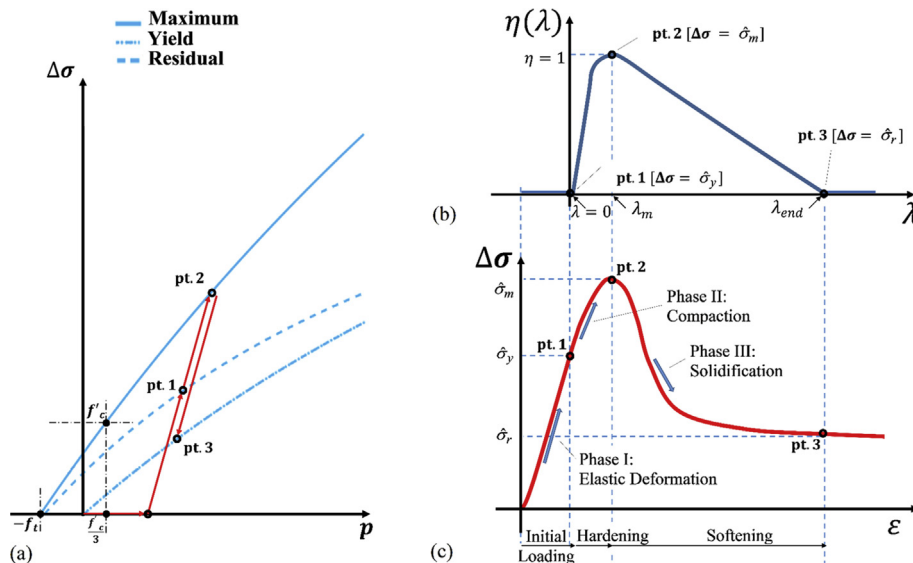 Maximum
Yield
Residual
Δσ
pt. 2
pt. 1
pt. 3
f'c
−fti
f'c/3
p
(a)
η(λ)
pt. 2 [Δσ = σ̂m]
η = 1
pt. 3 [Δσ = σ̂r]
pt. 1 [Δσ = σ̂y]
(b)
λ = 0
λm
λend
λ
Δσ
σ̂m
pt. 2
Phase II:
Compaction
pt. 1
σ̂y
Phase III:
Solidification
σ̂r
pt. 3
Phase I:
Elastic Deformation
ε
Initial
Loading
Hardening
Softening
(c)